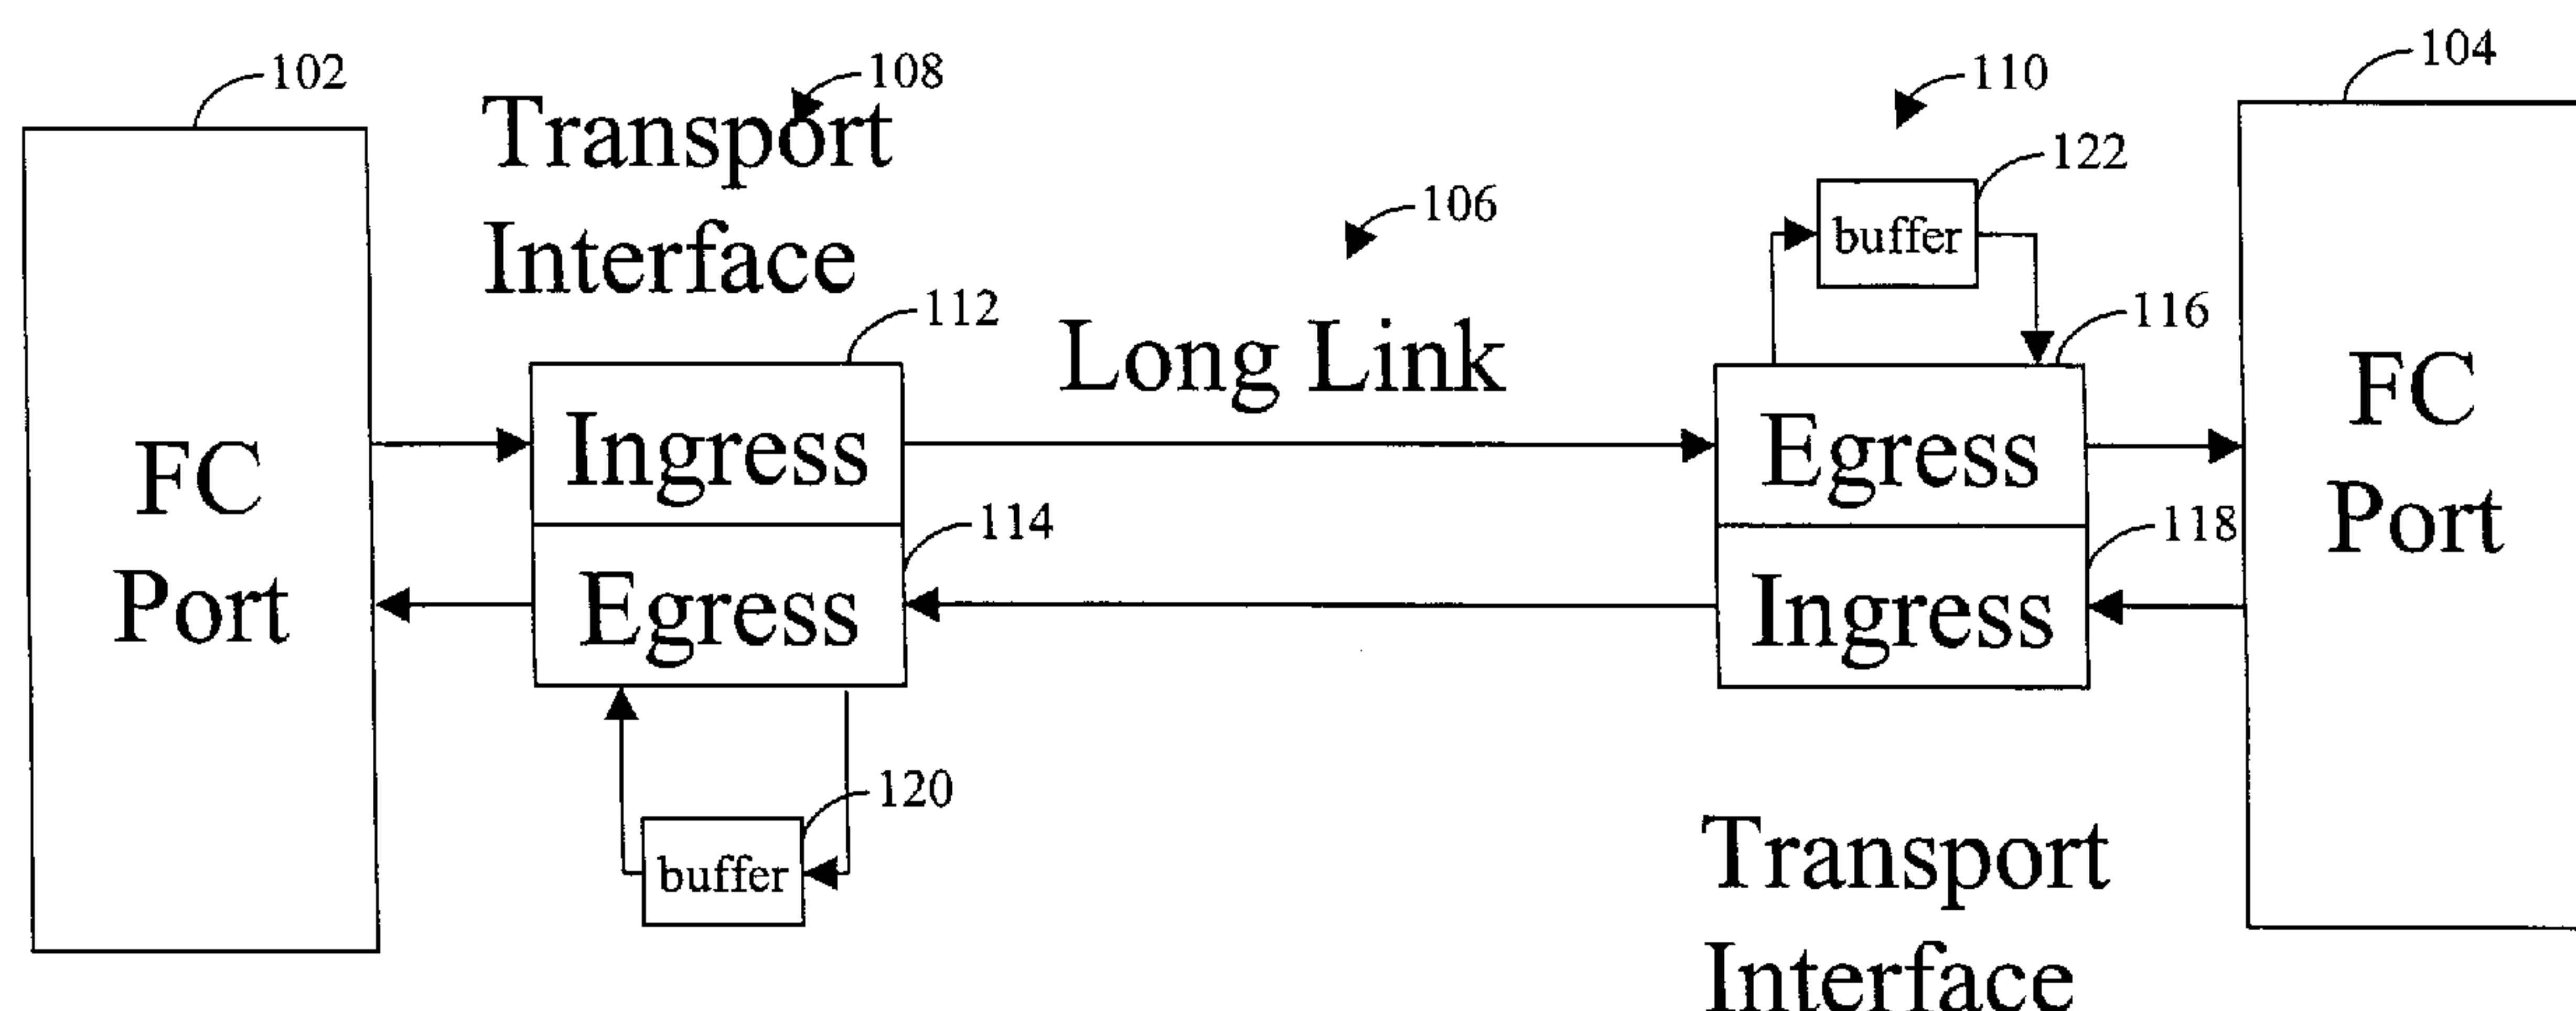 102
108
110
104
Transport
Interface
122
buffer
106
112
116
Long Link
FC
Port
Ingress
Egress
FC
Port
114
118
Egress
Ingress
120
buffer
Transport
Interface